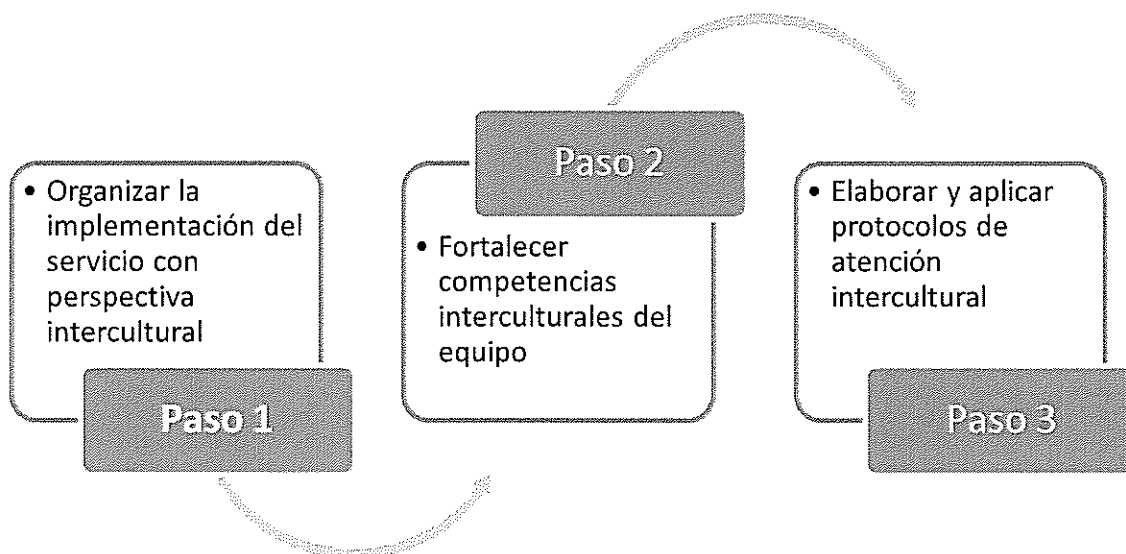 • Organizar la
implementación del
servicio con
perspectiva
intercultural
Paso 1
Paso 2
• Fortalecer
competencias
interculturales del
equipo
• Elaborar y aplicar
protocolos de
atención
intercultural
Paso 3